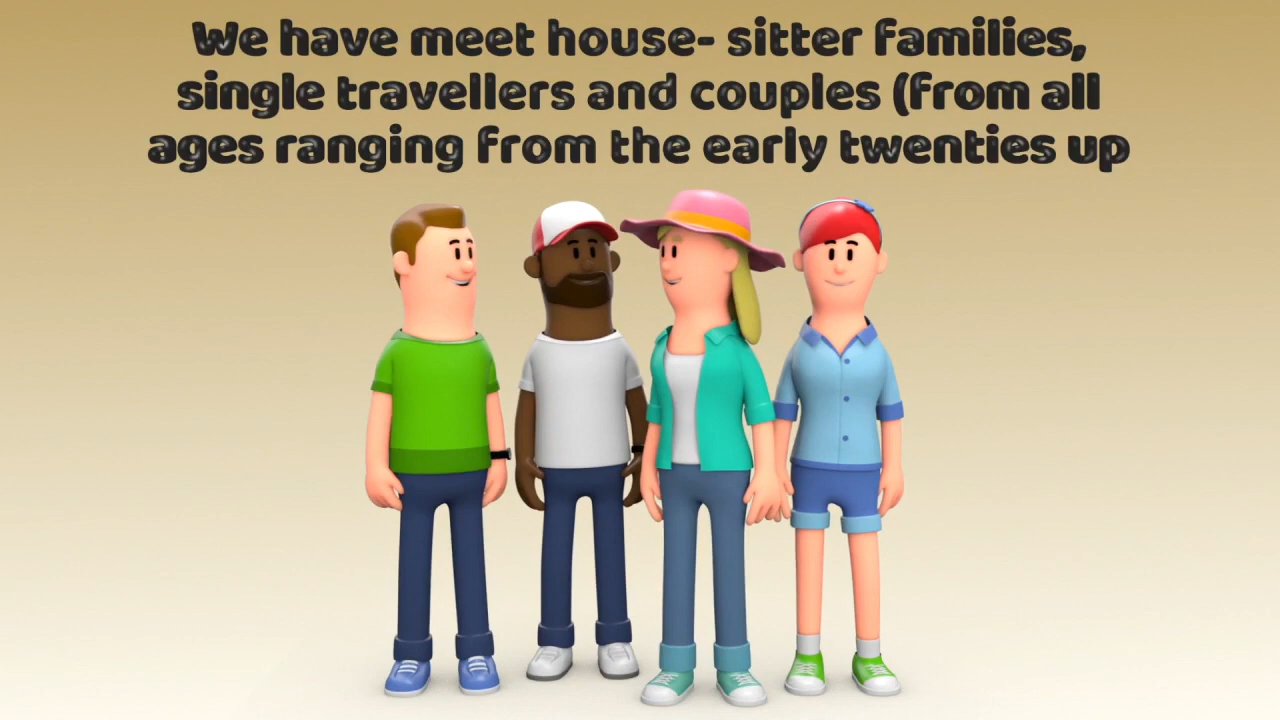 We have meet house- sitter families,
single travellers and couples (from all
ages ranging from the early twenties up